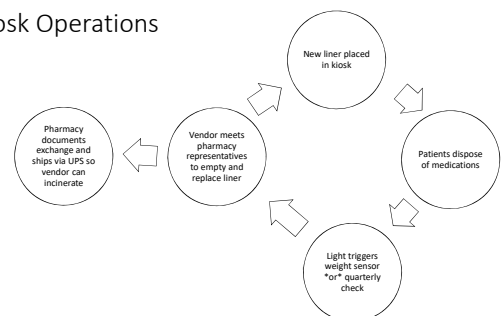 osk Operations
New liner placed
in kiosk
Patients dispose
of medications
Light triggers
weight sensor
*or* quarterly
check
Vendor meets
pharmacy
representatives
to empty and
replace liner
Pharmacy
documents
exchange and
ships via UPS so
vendor can
incinerate